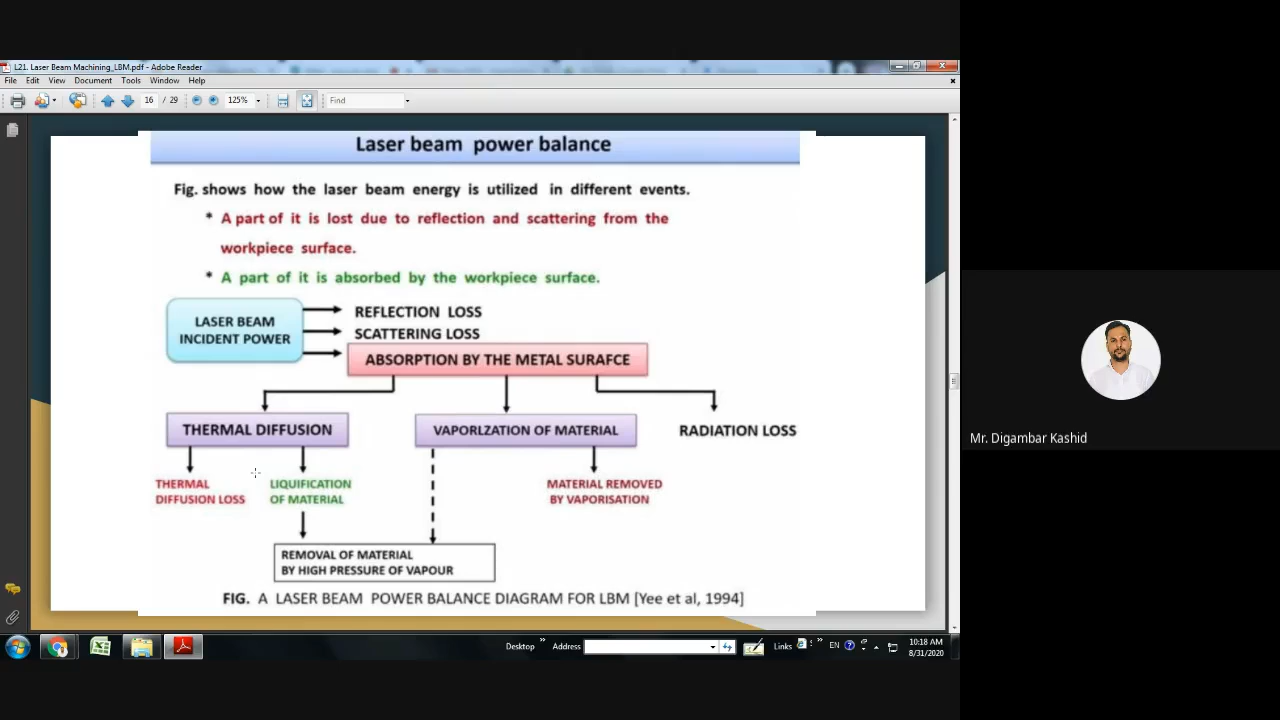 L21. Laser Beam Machining_LBM.pdf - Adobe Reader
File Edit View Document Tools Window Help
16 / 29 125% Find
Laser beam power balance
Fig. shows how the laser beam energy is utilized in different events.
* A part of it is lost due to reflection and scattering from the
workpiece surface.
* A part of it is absorbed by the workpiece surface.
LASER BEAM
INCIDENT POWER
REFLECTION LOSS
SCATTERING LOSS
ABSORPTION BY THE METAL SURAFCE
THERMAL DIFFUSION
VAPORLZATION OF MATERIAL
RADIATION LOSS
THERMAL
DIFFUSION LOSS
LIQUIFICATION
OF MATERIAL
MATERIAL REMOVED
BY VAPORISATION
REMOVAL OF MATERIAL
BY HIGH PRESSURE OF VAPOUR
FIG. A LASER BEAM POWER BALANCE DIAGRAM FOR LBM [Yee et al, 1994]
Mr. Digambar Kashid
Desktop » Address Links » EN 10:18 AM
8/31/2020